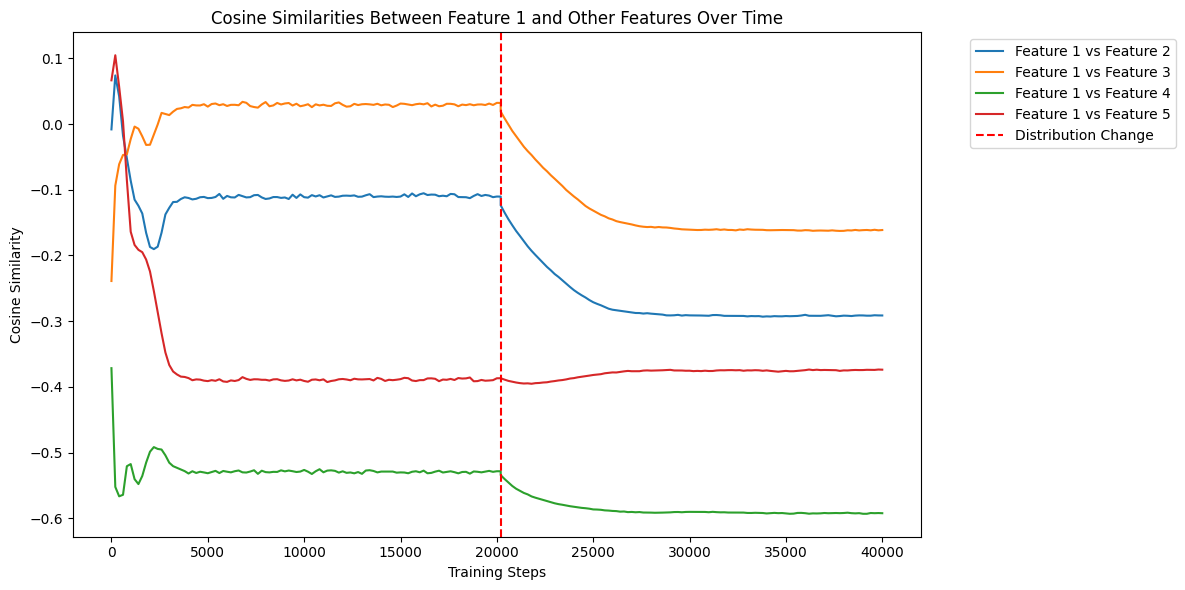 Cosine Similarities Between Feature 1 and Other Features Over Time
Cosine Similarity
0.1
0.0
−0.1
−0.2
−0.3
−0.4
−0.5
−0.6
0
5000
10000
15000
20000
25000
30000
35000
40000
Training Steps
Feature 1 vs Feature 2
Feature 1 vs Feature 3
Feature 1 vs Feature 4
Feature 1 vs Feature 5
Distribution Change